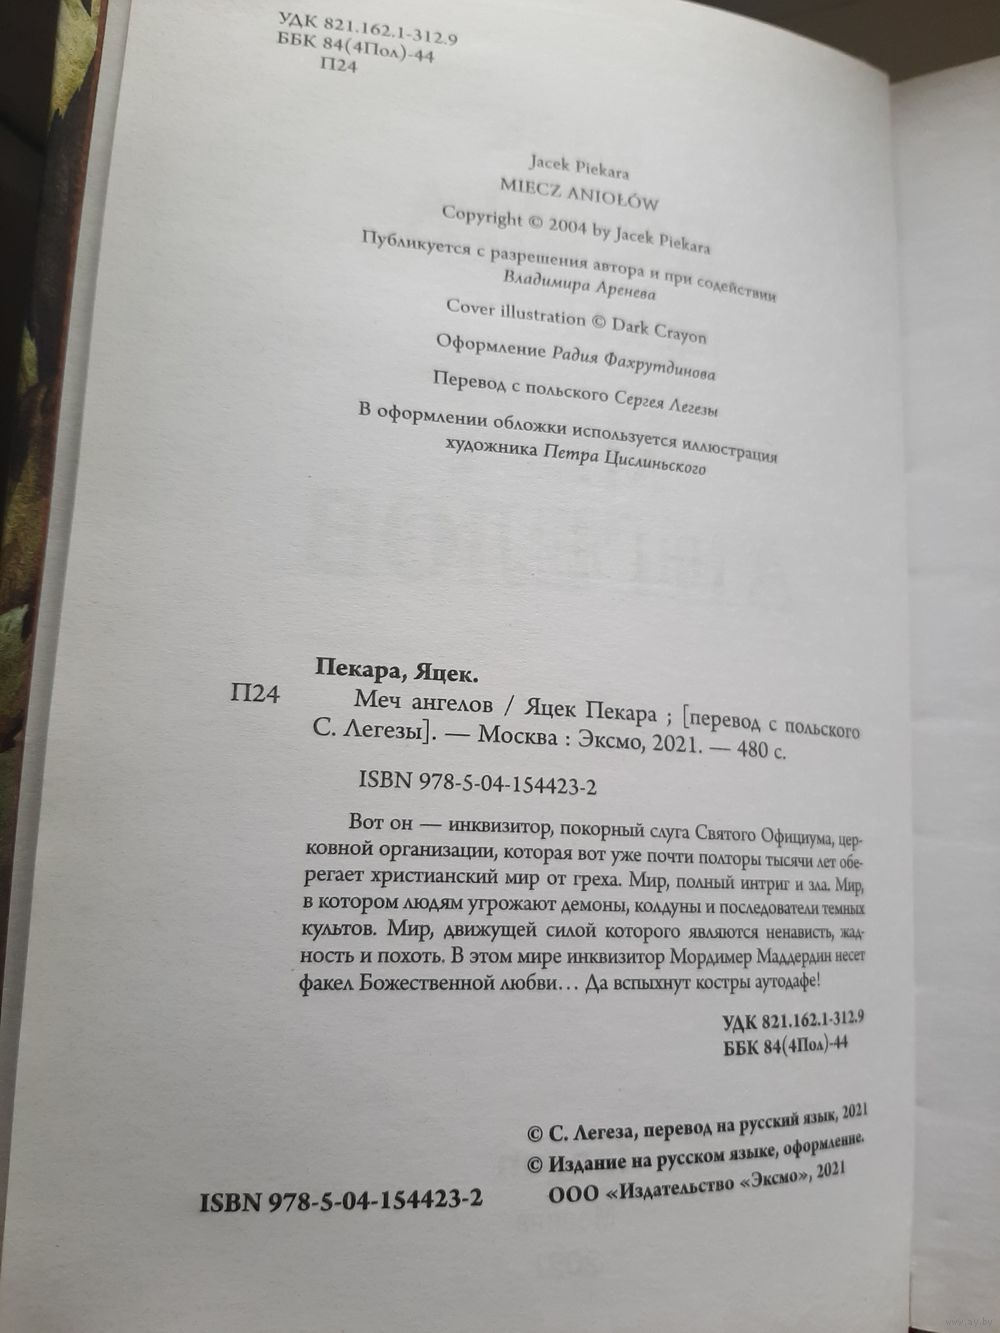 УДК 821.162.1-312.9
ББК 84(4Пол)-44
П24
Jacek Piekara
MIECZ ANIOŁÓW
Copyright © 2004 by Jacek Piekara
Публикуется с разрешения автора и при содействии
Владимира Аренева
Cover illustration © Dark Crayon
Оформление Радия Фахрутдинова
Перевод с польского Сергея Легезы
В оформлении обложки используется иллюстрация
художника Петра Цислиньского
Пекара, Яцек.
П24 Меч ангелов / Яцек Пекара ; [перевод с польского
С. Легезы]. — Москва : Эксмо, 2021. — 480 с.
ISBN 978-5-04-154423-2
Вот он — инквизитор, покорный слуга Святого Официума, цер-
ковной организации, которая вот уже почти полторы тысячи лет обе-
регает христианский мир от греха. Мир, полный интриг и зла. Мир,
в котором людям угрожают демоны, колдуны и последователи темных
культов. Мир, движущей силой которого являются ненависть, жад-
ность и похоть. В этом мире инквизитор Мордимер Маддердин несет
факел Божественной любви… Да вспыхнут костры аутодафе!
УДК 821.162.1-312.9
ББК 84(4Пол)-44
© С. Легеза, перевод на русский язык, 2021
© Издание на русском языке, оформление.
ООО «Издательство «Эксмо», 2021
ISBN 978-5-04-154423-2
www.ay.by